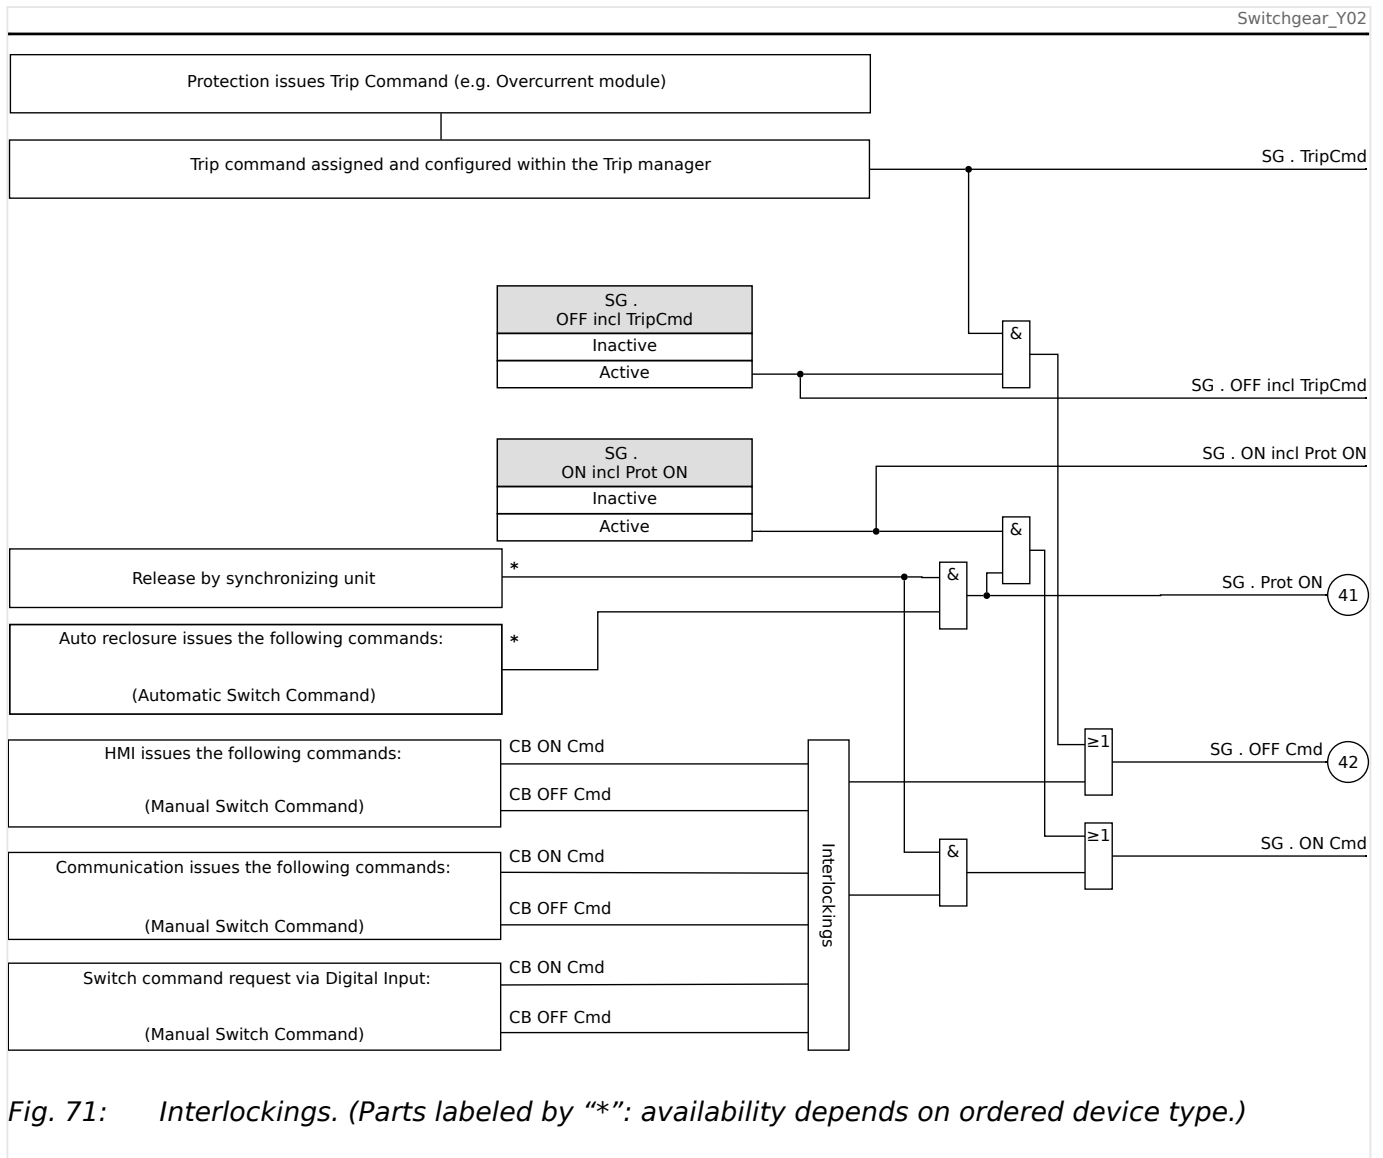 Switchgear_Y02
Protection issues Trip Command (e.g. Overcurrent module)
Trip command assigned and configured within the Trip manager
SG . TripCmd
SG .
OFF incl TripCmd
Inactive
Active
&
SG . OFF incl TripCmd
SG .
ON incl Prot ON
Inactive
Active
SG . ON incl Prot ON
&
Release by synchronizing unit
*
&
SG . Prot ON
41
Auto reclosure issues the following commands:
*
(Automatic Switch Command)
HMI issues the following commands:
(Manual Switch Command)
CB ON Cmd
CB OFF Cmd
≥1
SG . OFF Cmd
42
Communication issues the following commands:
(Manual Switch Command)
CB ON Cmd
CB OFF Cmd
Interlockings
&
≥1
SG . ON Cmd
Switch command request via Digital Input:
(Manual Switch Command)
CB ON Cmd
CB OFF Cmd
Fig. 71: Interlockings. (Parts labeled by “*”: availability depends on ordered device type.)